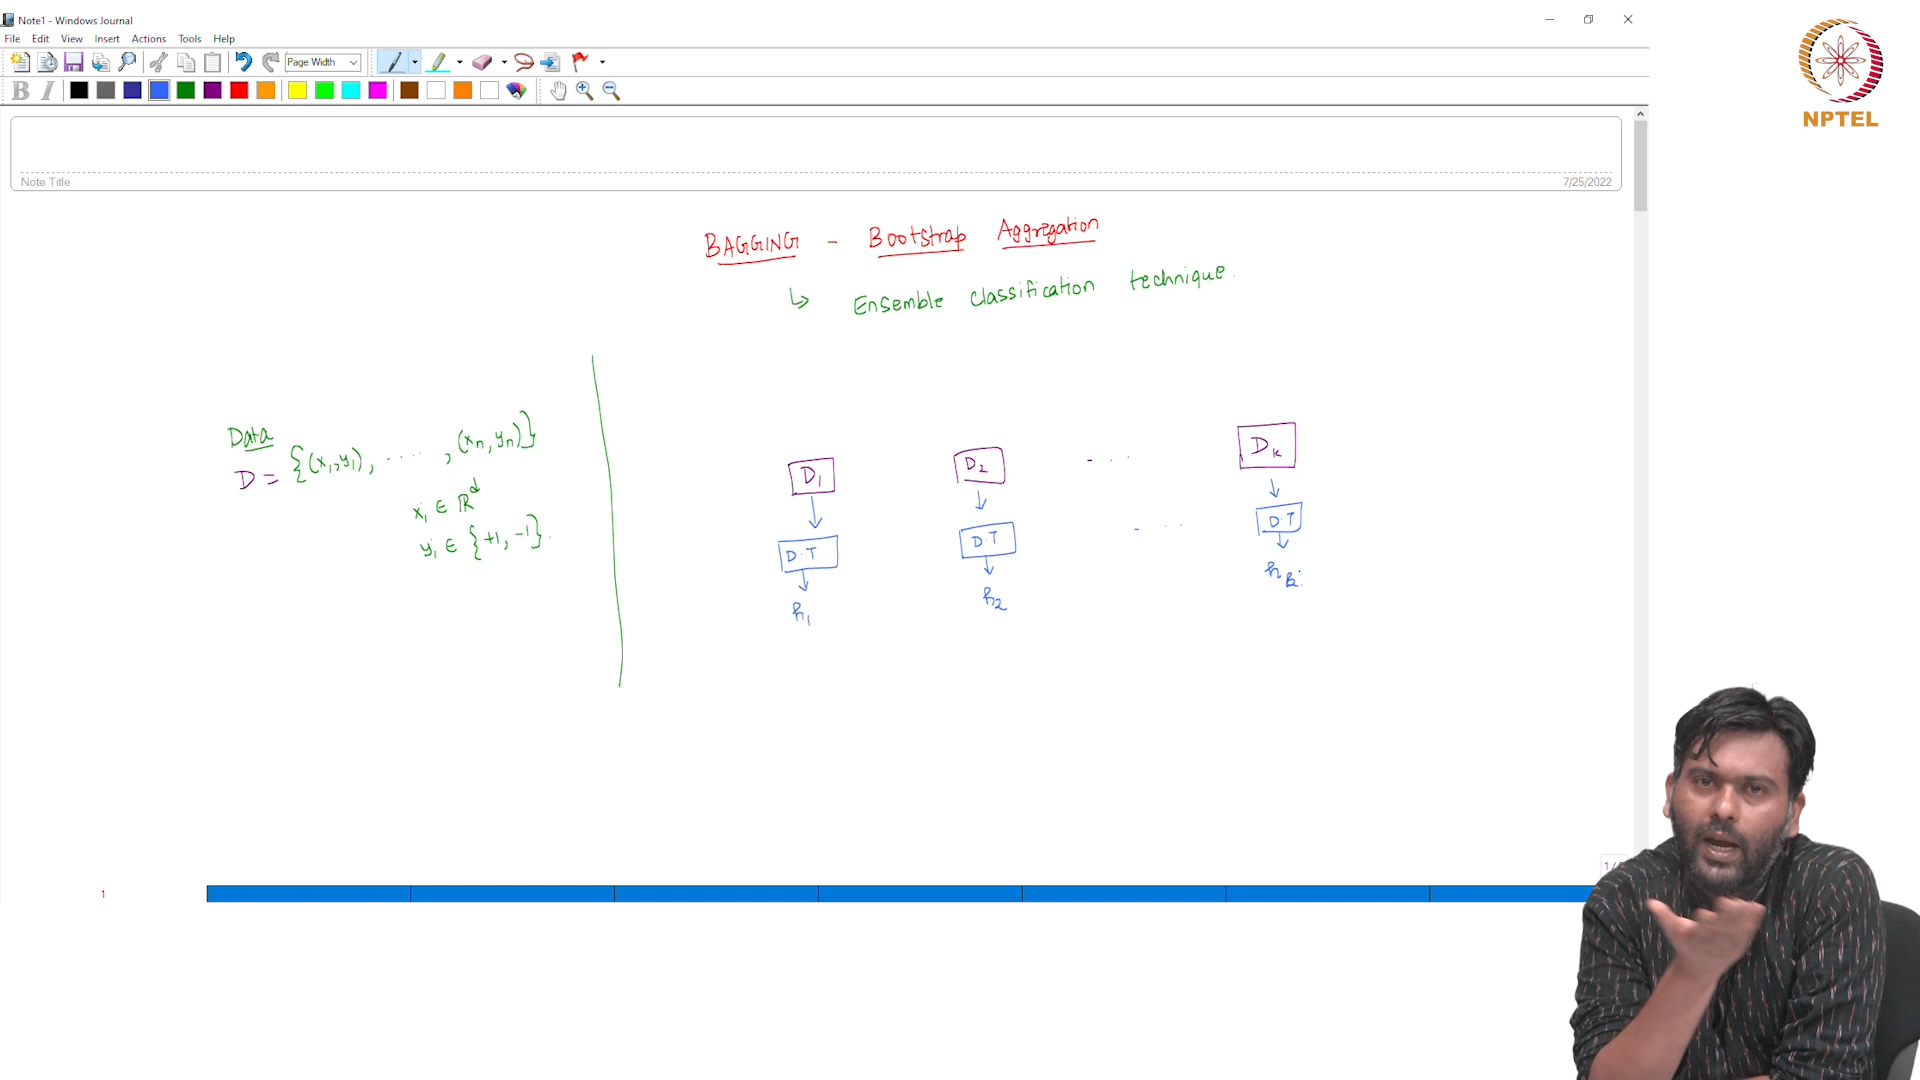 Note1 - Windows Journal
File Edit View Insert Actions Tools Help
Page Width
B I
NPTEL
Note Title
7/25/2022
BAGGING - Bootstrap Aggregation
↳ Ensemble classification technique.
Data
D = {(x₁,y₁), ..... , (xₙ,yₙ)}
xᵢ ∈ ℝᵈ
yᵢ ∈ {+1, -1}.
D₁ D₂ - ... Dₖ
D.T D.T - ... D.T
h₁ h₂ hₖ
1